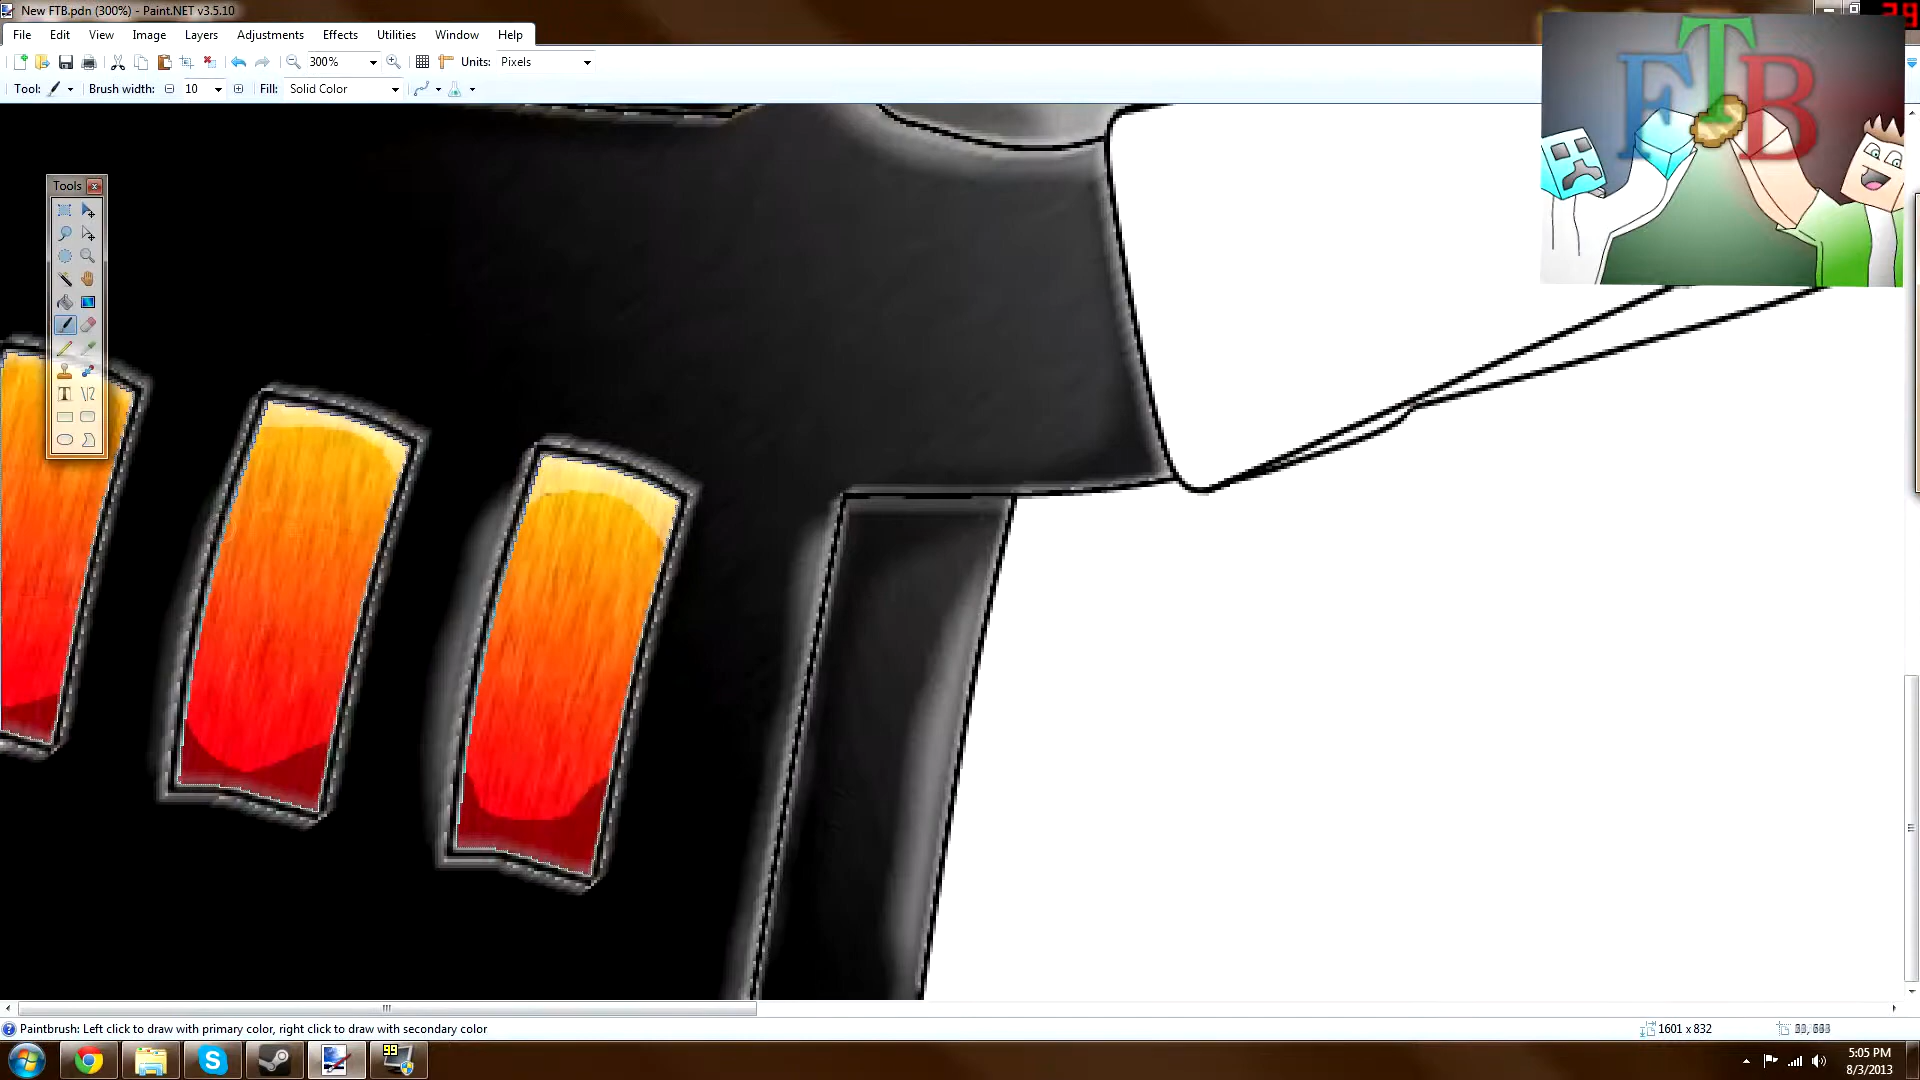 New FTB.pdn (300%) - Paint.NET v3.5.10
29
File Edit View Image Layers Adjustments Effects Utilities Window Help
300% Units: Pixels
Tool: Brush width: 10 Fill: Solid Color
FTB
Tools
Paintbrush: Left click to draw with primary color, right click to draw with secondary color
1601 x 832
99
5:05 PM
8/3/2013